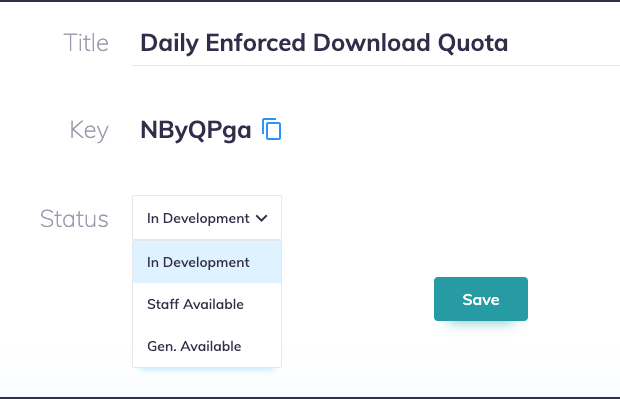 Title Daily Enforced Download Quota
Key NByQPga
Status In Development
In Development
Staff Available
Save
Gen. Available